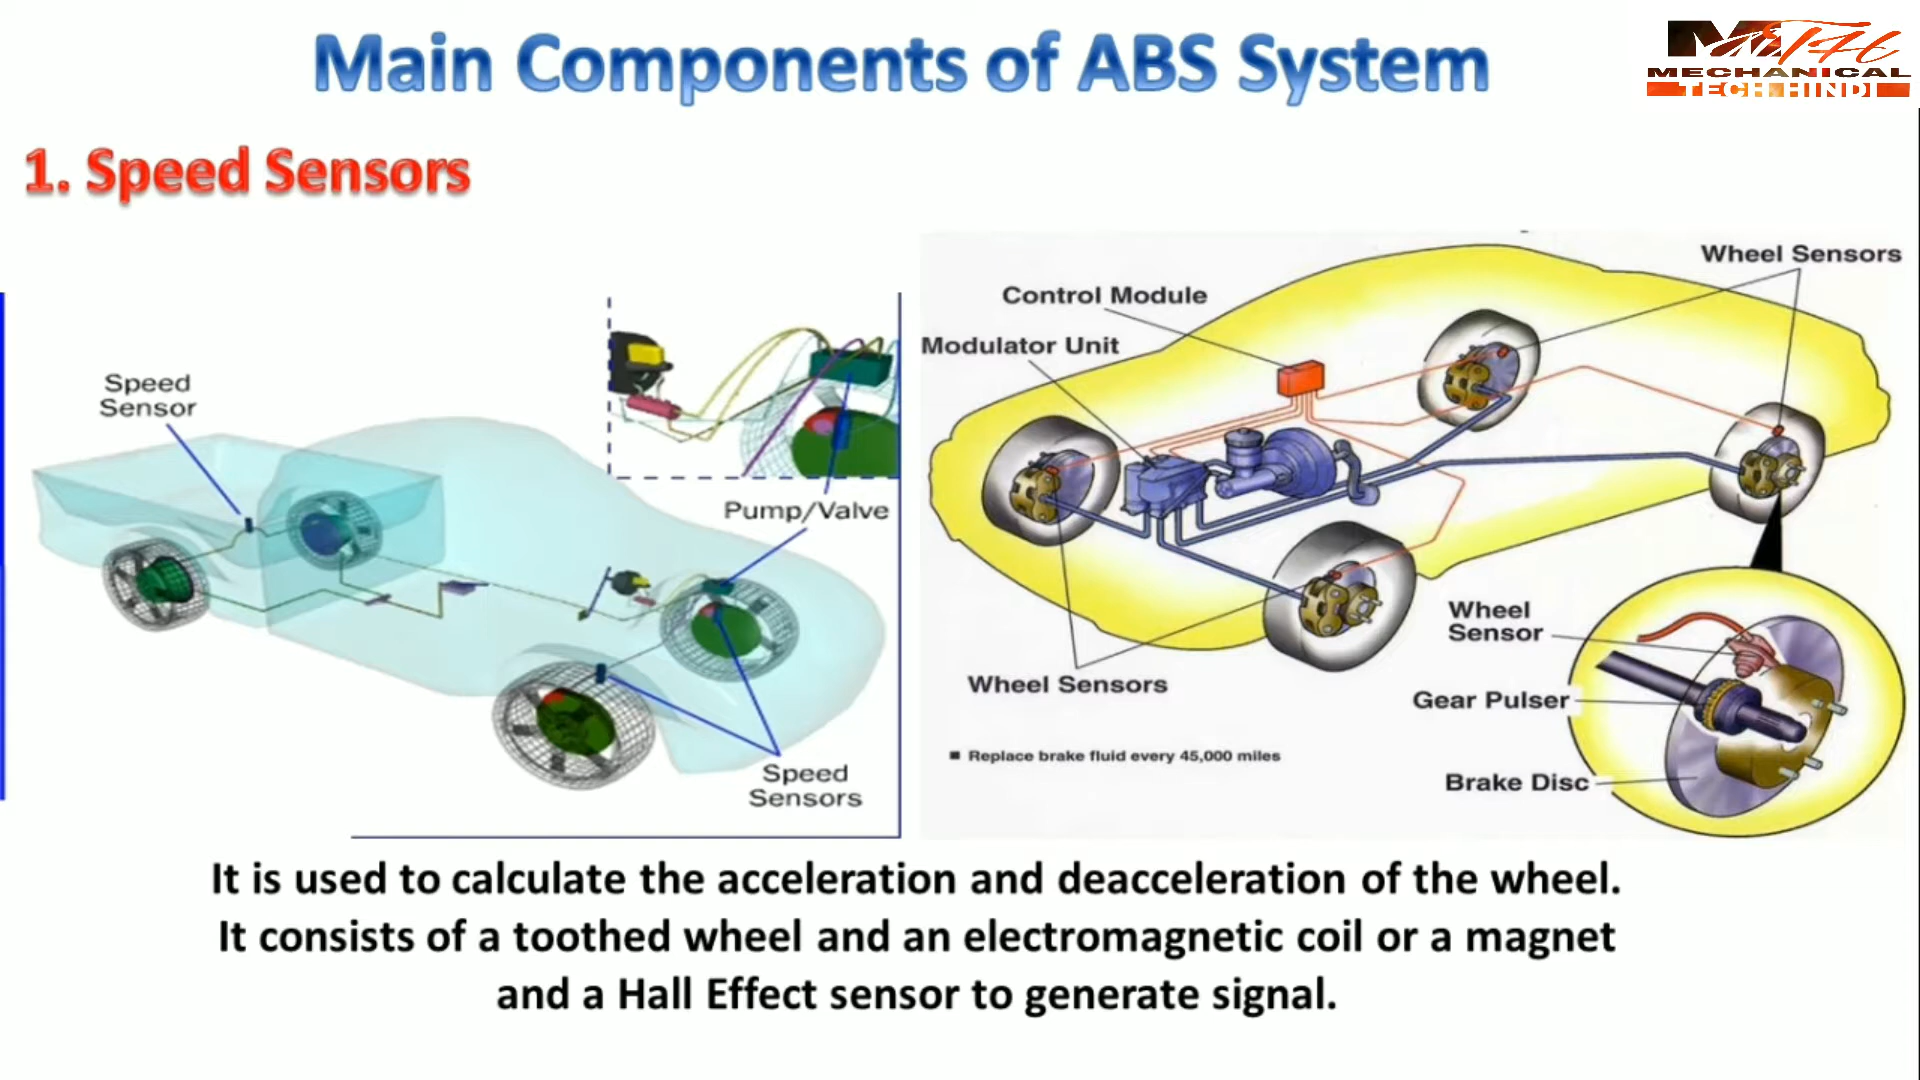 Main Components of ABS System
MECHANICAL
TECH HINDI
1. Speed Sensors
Speed
Sensor
Pump/Valve
Speed
Sensors
Wheel Sensors
Control Module
Modulator Unit
Wheel Sensors
Wheel
Sensor
Gear Pulser
Brake Disc
■ Replace brake fluid every 45,000 miles
It is used to calculate the acceleration and deacceleration of the wheel.
It consists of a toothed wheel and an electromagnetic coil or a magnet
and a Hall Effect sensor to generate signal.